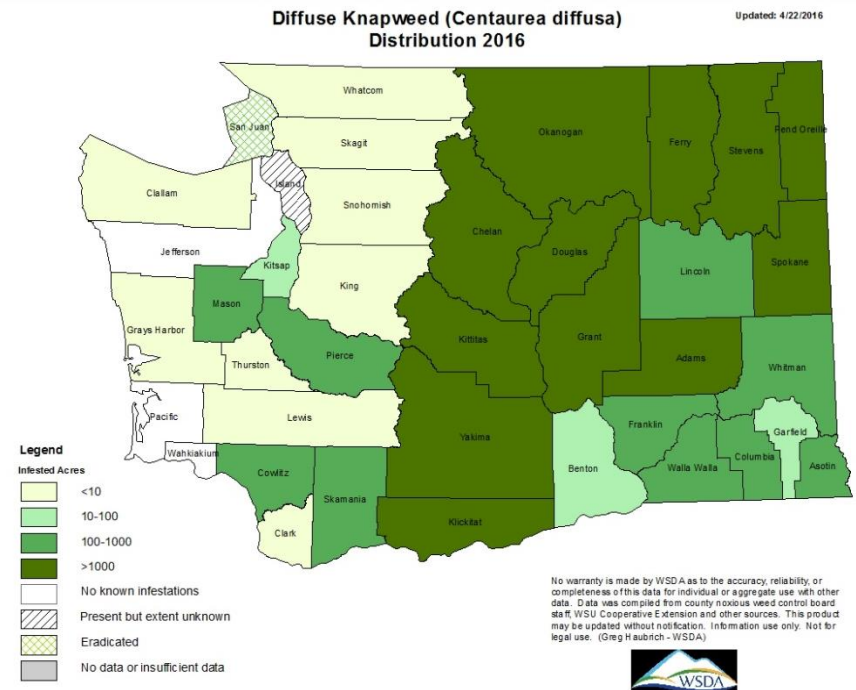 Diffuse Knapweed (Centaurea diffusa)
Distribution 2016
Updated: 4/22/2016
Whatcom
San Juan
Skagit
Okanogan
Ferry
Stevens
Pend Oreille
Island
Clallam
Snohomish
Chelan
Douglas
Jefferson
Kitsap
Lincoln
Spokane
King
Mason
Grays Harbor
Kittitas
Grant
Pierce
Adams
Thurston
Whitman
Pacific
Lewis
Yakima
Franklin
Garfield
Wahkiakium
Cowlitz
Benton
Walla Walla
Columbia
Asotin
Skamania
Clark
Klickitat
Legend
Infested Acres
<10
10-100
100-1000
>1000
No known infestations
Present but extent unknown
Eradicated
No data or insufficient data
No warranty is made by WSDA as to the accuracy, reliability, or
completeness of this data for individual or aggregate use with other
data. Data was compiled from county noxious weed control board
staff, WSU Cooperative Extension and other sources. This product
may be updated without notification. Information use only. Not for
legal use. (Greg Haubrich - WSDA)
WSDA